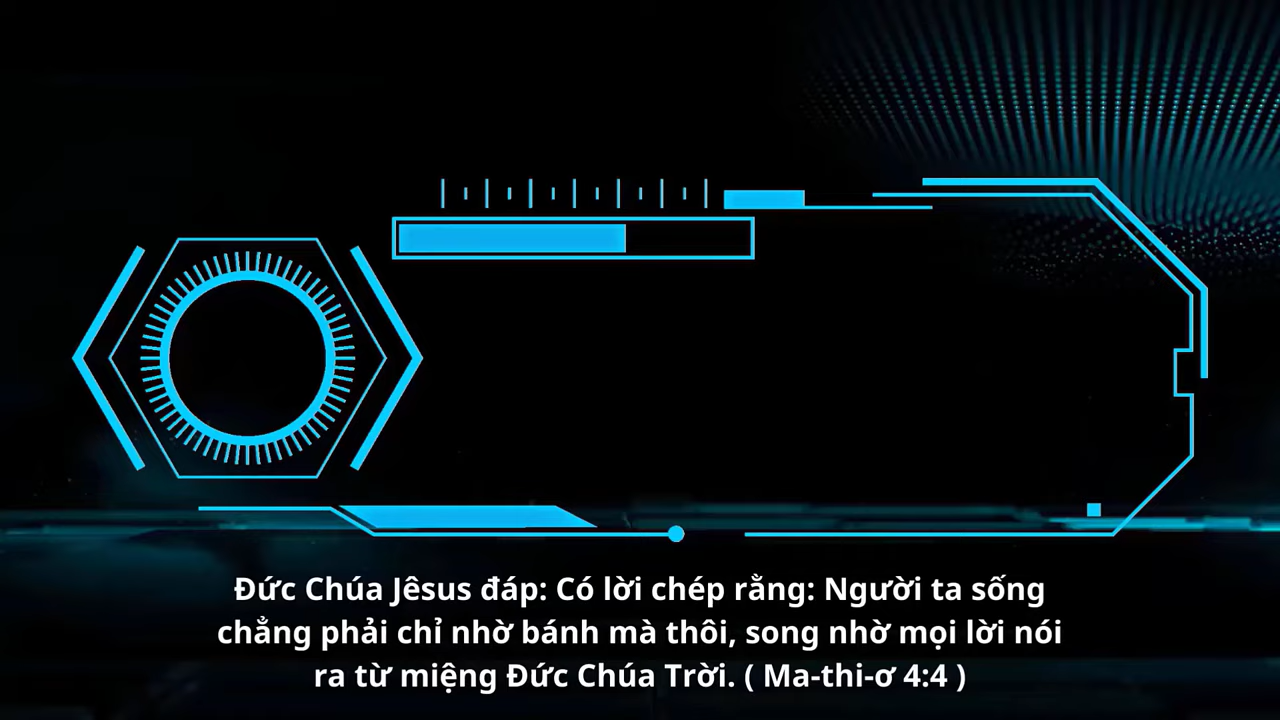 Đức Chúa Jêsus đáp: Có lời chép rằng: Người ta sống
chẳng phải chỉ nhờ bánh mà thôi, song nhờ mọi lời nói
ra từ miệng Đức Chúa Trời. ( Ma-thi-ơ 4:4 )